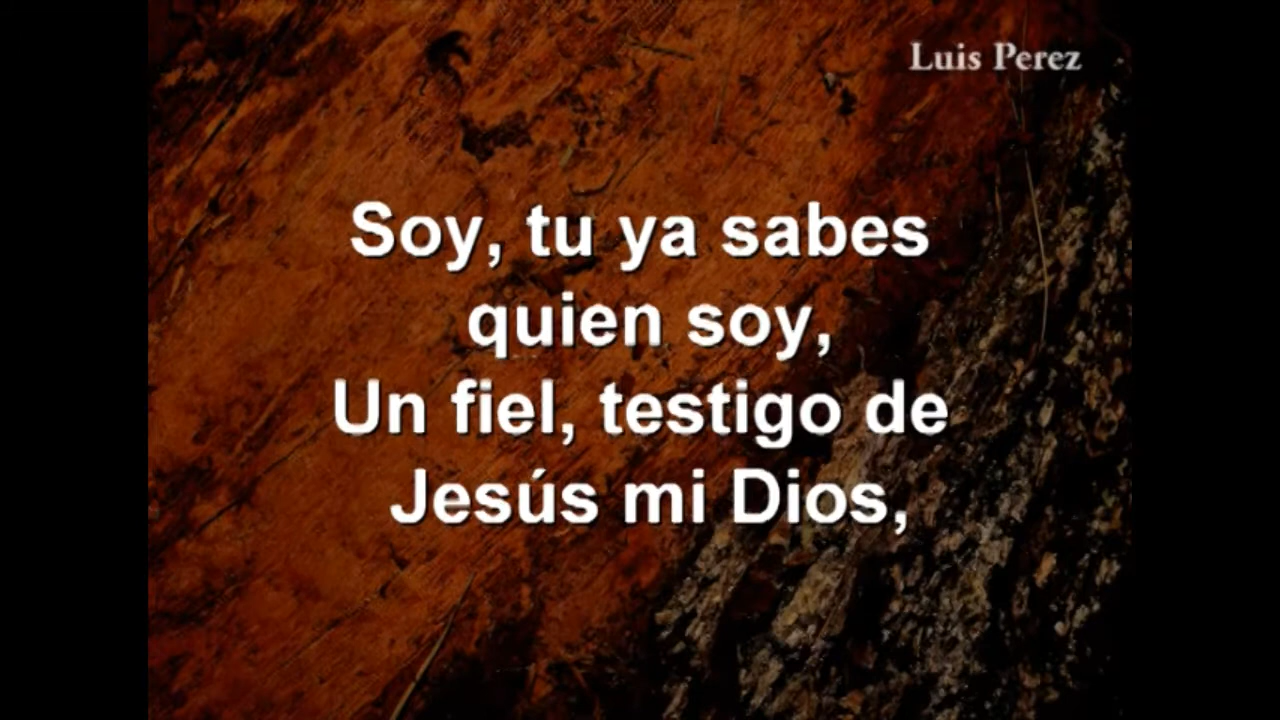 Luis Perez
Soy, tu ya sabes
quien soy,
Un fiel, testigo de
Jesús mi Dios,